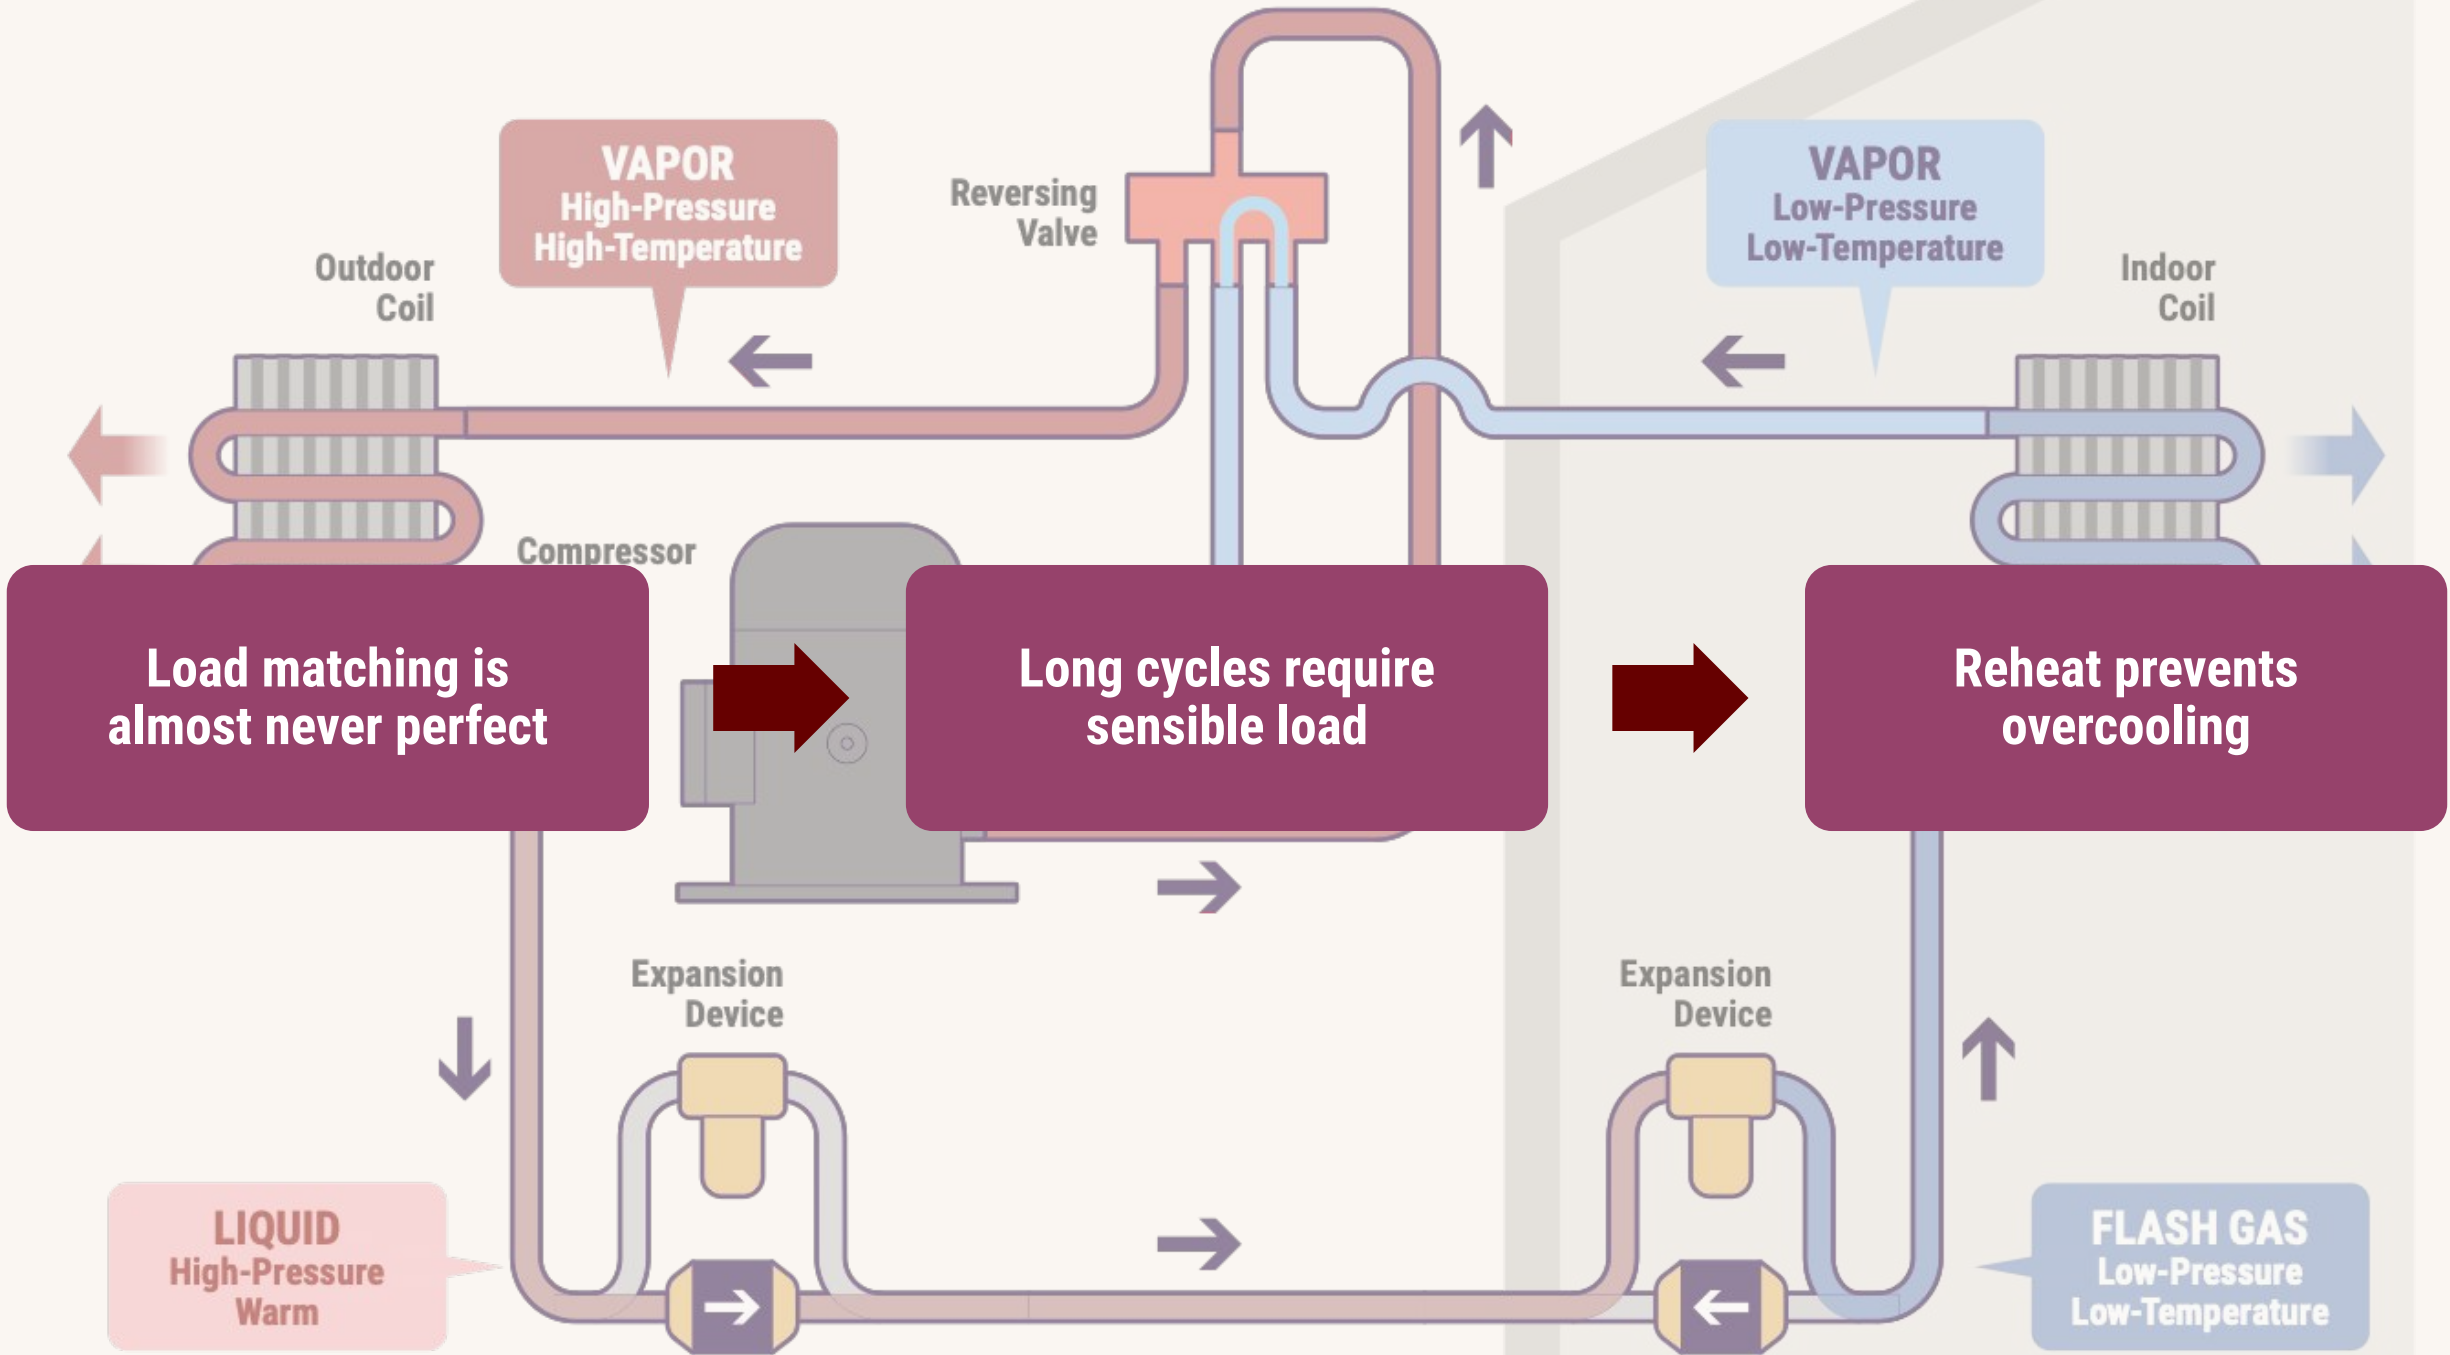 VAPOR
High-Pressure
High-Temperature
Reversing
Valve
VAPOR
Low-Pressure
Low-Temperature
Outdoor
Coil
Indoor
Coil
Compressor
Load matching is
almost never perfect
Long cycles require
sensible load
Reheat prevents
overcooling
Expansion
Device
Expansion
Device
LIQUID
High-Pressure
Warm
FLASH GAS
Low-Pressure
Low-Temperature